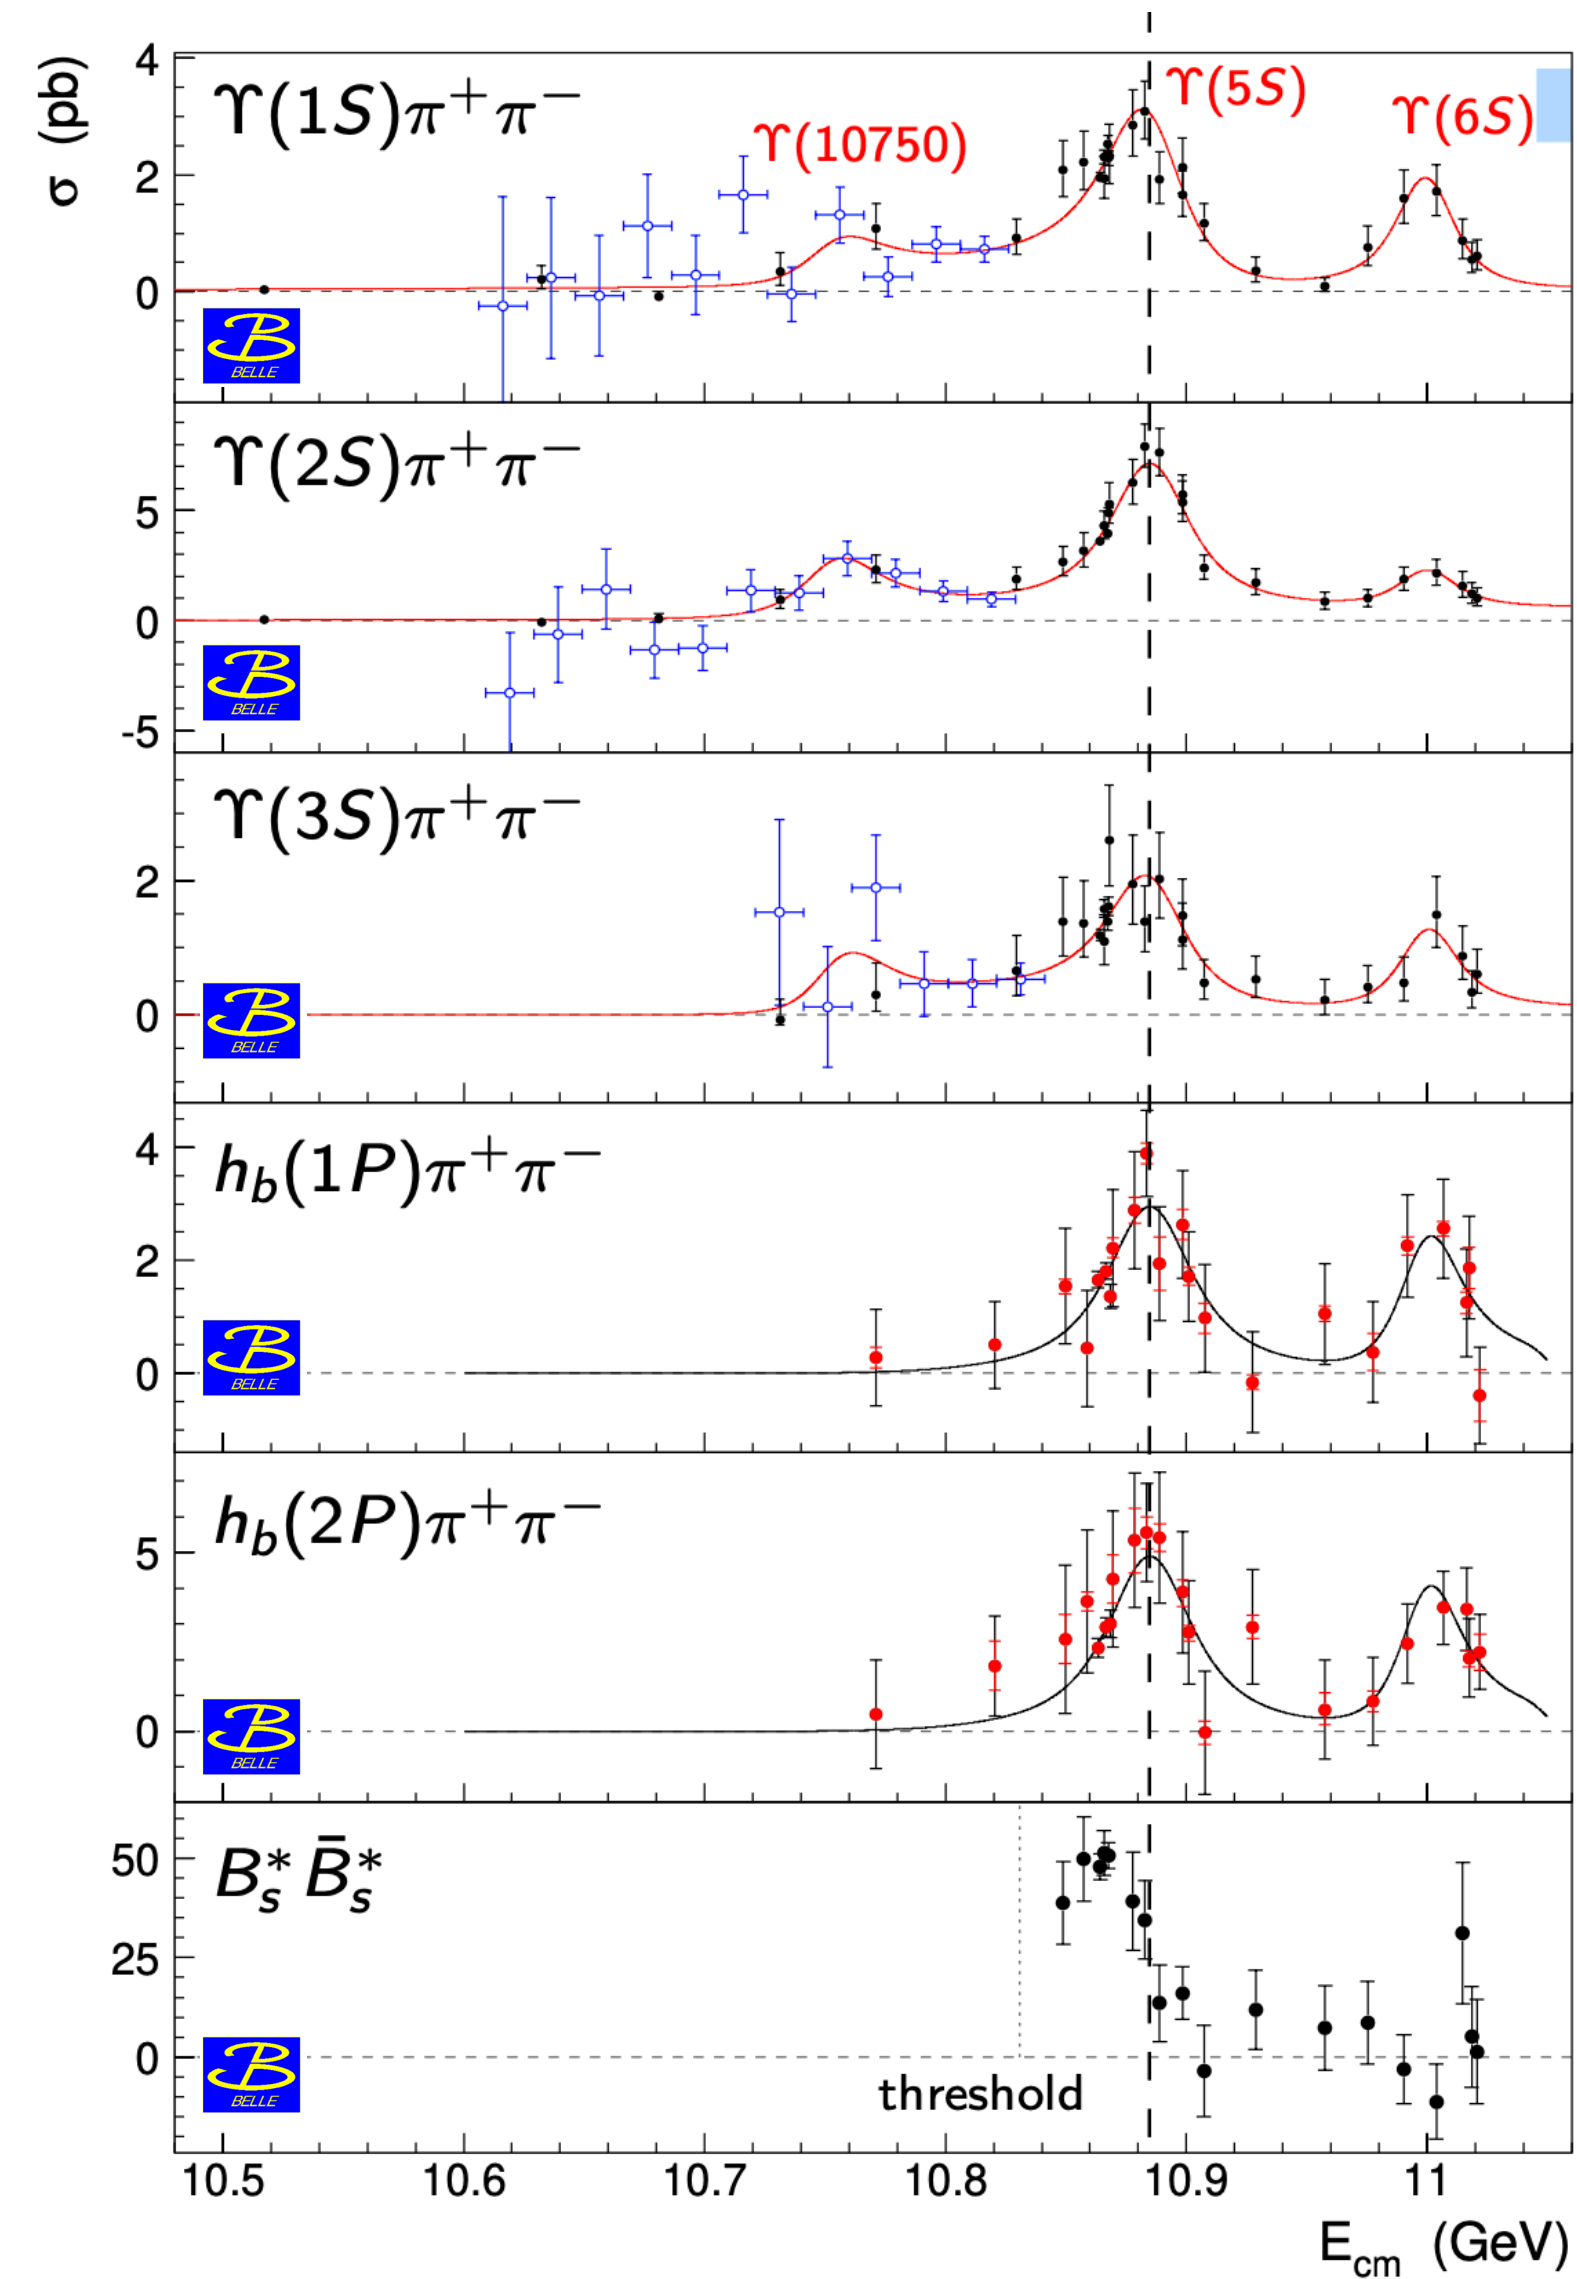 σ (pb)
4
2
0
ϒ(1S)π⁺π⁻
ϒ(10750)
ϒ(5S)
ϒ(6S)
BELLE
5
0
-5
ϒ(2S)π⁺π⁻
BELLE
2
0
ϒ(3S)π⁺π⁻
BELLE
4
2
0
h_b(1P)π⁺π⁻
BELLE
5
0
h_b(2P)π⁺π⁻
BELLE
50
25
0
B_s* B̄_s*
threshold
BELLE
10.5 10.6 10.7 10.8 10.9 11
E_cm (GeV)